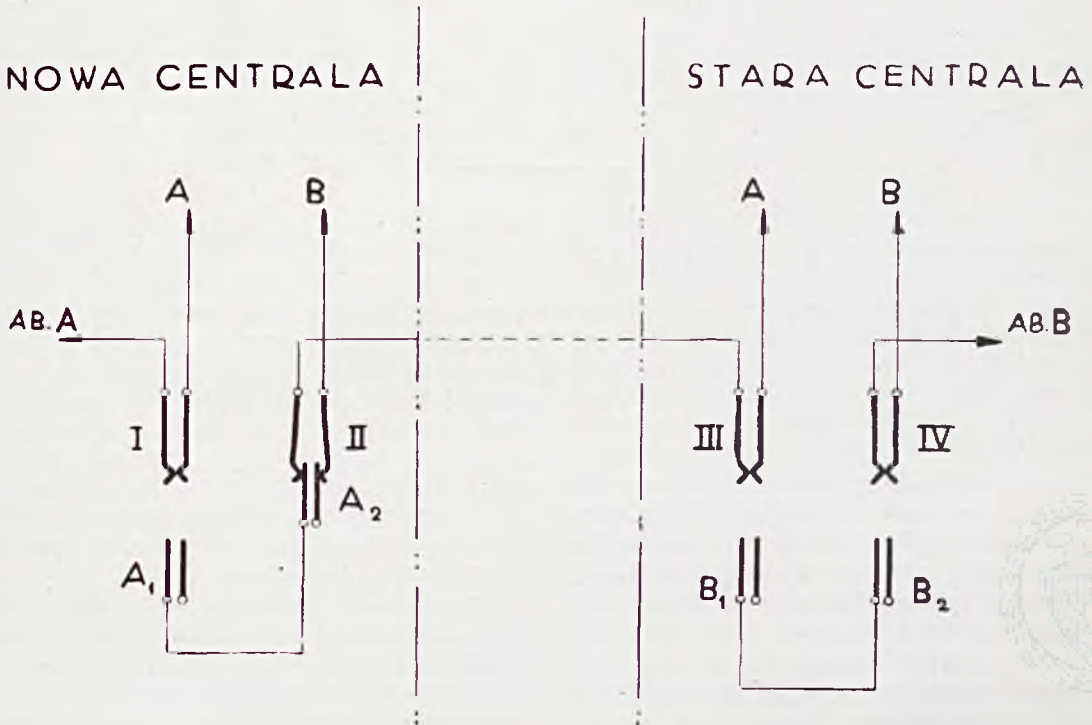 NOWA CENTRALA
STARA CENTRALA
A B
A B
AB.A
AB.B
I II
III IV
A₂
A₁
B₁ B₂